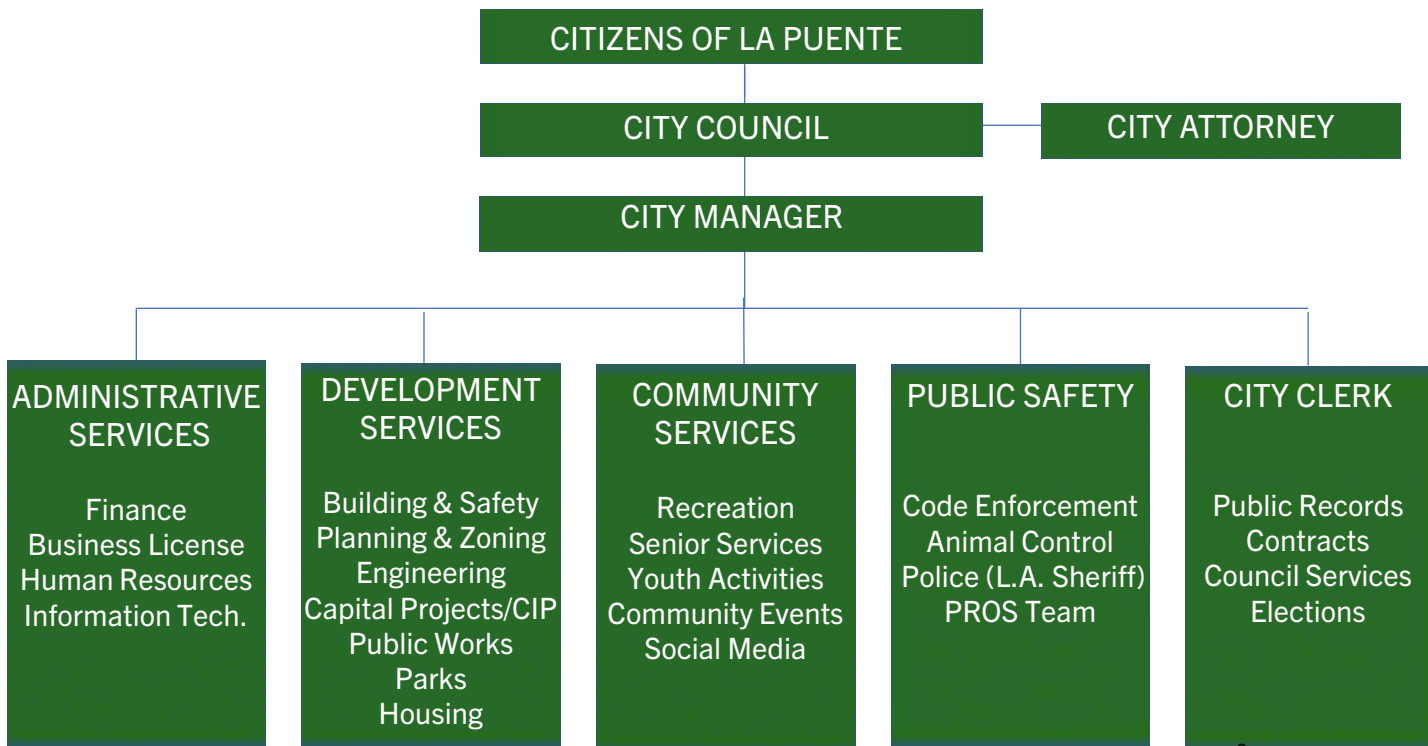 CITIZENS OF LA PUENTE
CITY COUNCIL
CITY ATTORNEY
CITY MANAGER
ADMINISTRATIVE
SERVICES
Finance
Business License
Human Resources
Information Tech.
DEVELOPMENT
SERVICES
Building & Safety
Planning & Zoning
Engineering
Capital Projects/CIP
Public Works
Parks
Housing
COMMUNITY
SERVICES
Recreation
Senior Services
Youth Activities
Community Events
Social Media
PUBLIC SAFETY
Code Enforcement
Animal Control
Police (L.A. Sheriff)
PROS Team
CITY CLERK
Public Records
Contracts
Council Services
Elections